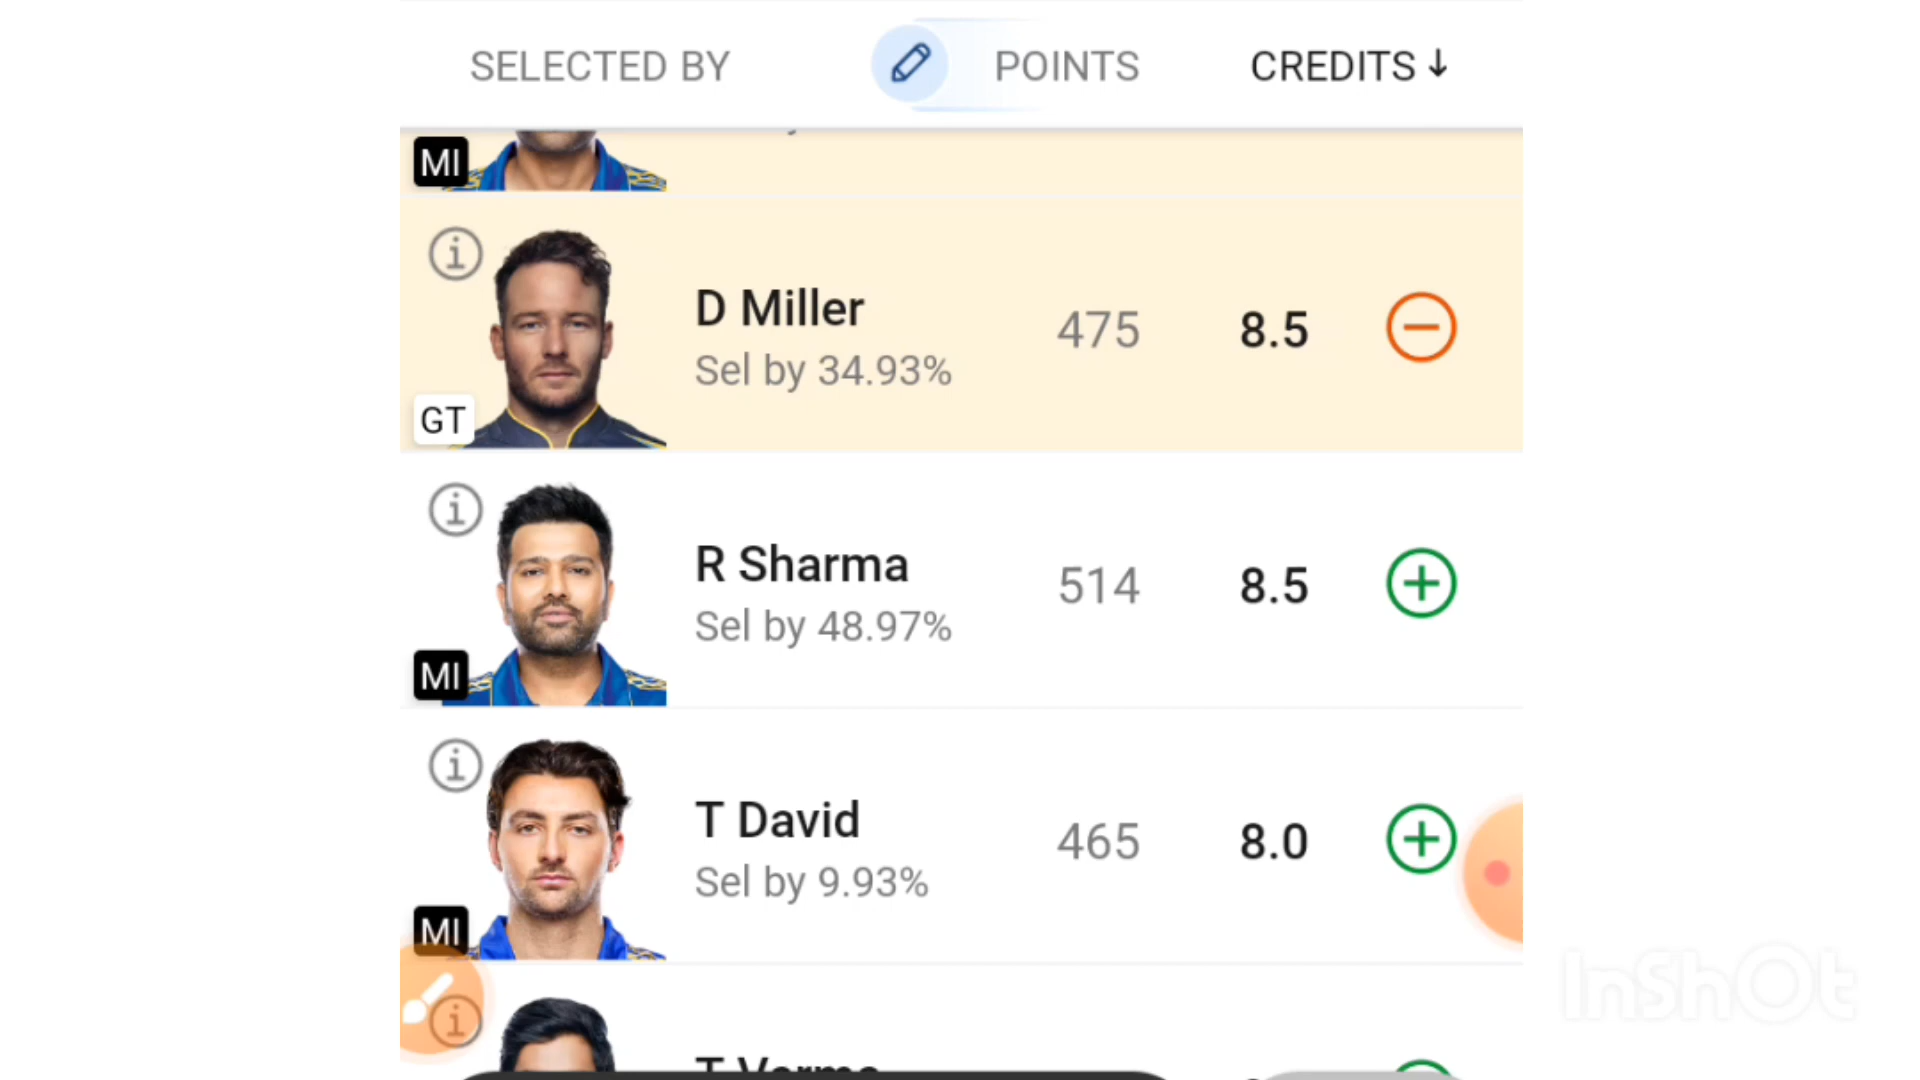 SELECTED BY POINTS CREDITS ↓
MI
D Miller 475 8.5
Sel by 34.93%
GT
R Sharma 514 8.5
Sel by 48.97%
MI
T David 465 8.0
Sel by 9.93%
MI
T Varma
InShOt